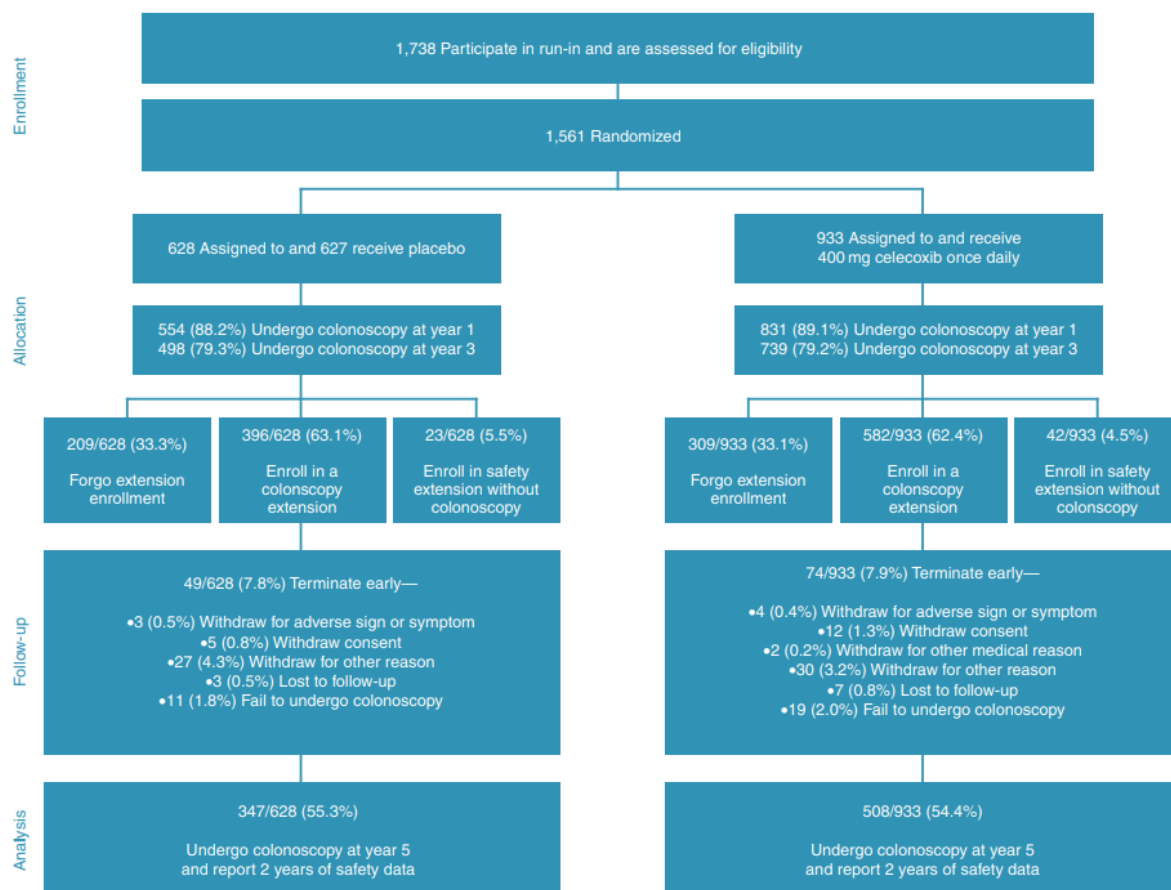 Enrollment
1,738 Participate in run-in and are assessed for eligibility
1,561 Randomized
Allocation
628 Assigned to and 627 receive placebo
933 Assigned to and receive
400 mg celecoxib once daily
554 (88.2%) Undergo colonoscopy at year 1
498 (79.3%) Undergo colonoscopy at year 3
831 (89.1%) Undergo colonoscopy at year 1
739 (79.2%) Undergo colonoscopy at year 3
209/628 (33.3%)
Forgo extension
enrollment
396/628 (63.1%)
Enroll in a
colonscopy
extension
23/628 (5.5%)
Enroll in safety
extension without
colonoscopy
309/933 (33.1%)
Forgo extension
enrollment
582/933 (62.4%)
Enroll in a
colonscopy
extension
42/933 (4.5%)
Enroll in safety
extension without
colonscopy
Follow-up
49/628 (7.8%) Terminate early—
•3 (0.5%) Withdraw for adverse sign or symptom
•5 (0.8%) Withdraw consent
•27 (4.3%) Withdraw for other reason
•3 (0.5%) Lost to follow-up
•11 (1.8%) Fail to undergo colonoscopy
74/933 (7.9%) Terminate early—
•4 (0.4%) Withdraw for adverse sign or symptom
•12 (1.3%) Withdraw consent
•2 (0.2%) Withdraw for other medical reason
•30 (3.2%) Withdraw for other reason
•7 (0.8%) Lost to follow-up
•19 (2.0%) Fail to undergo colonoscopy
Analysis
347/628 (55.3%)
Undergo colonoscopy at year 5
and report 2 years of safety data
508/933 (54.4%)
Undergo colonoscopy at year 5
and report 2 years of safety data